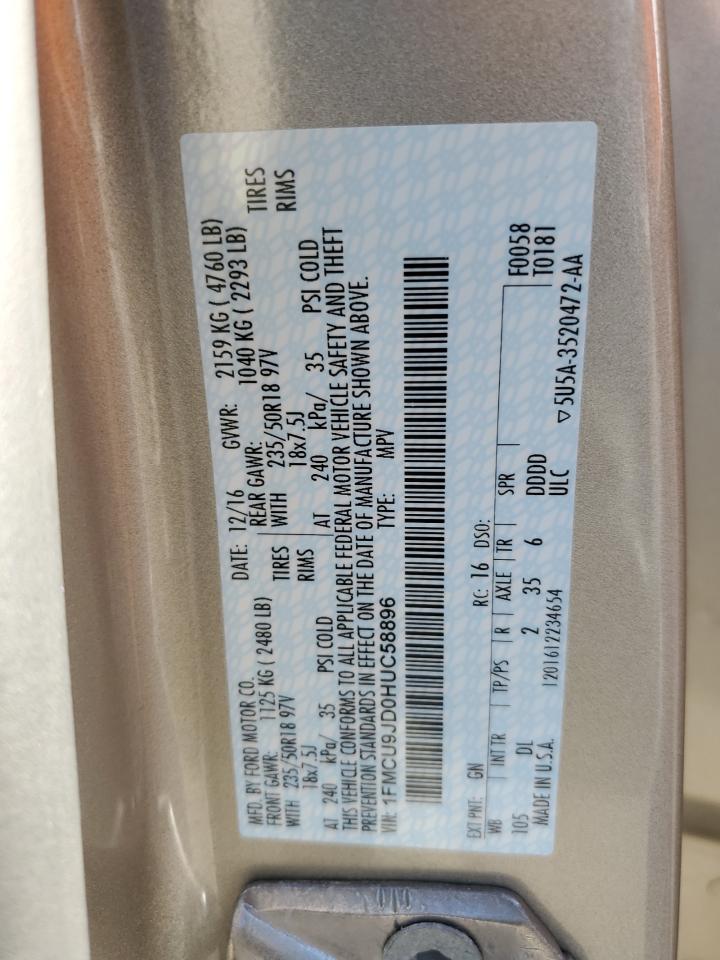 MFD. BY FORD MOTOR CO.
DATE: 12/16 GVWR: 2159 KG ( 4760 LB)
FRONT GAWR: 1125 KG ( 2480 LB)
REAR GAWR: 1040 KG ( 2293 LB)
WITH 235/50R18 97V TIRES
WITH 235/50R18 97V TIRES
18x7.5J RIMS
18x7.5J RIMS
AT 240 kPa/ 35 PSI COLD
AT 240 kPa/ 35 PSI COLD
THIS VEHICLE CONFORMS TO ALL APPLICABLE FEDERAL MOTOR VEHICLE SAFETY AND THEFT
PREVENTION STANDARDS IN EFFECT ON THE DATE OF MANUFACTURE SHOWN ABOVE.
VIN: 1FMCU9JD0HUC58896 TYPE: MPV
EXT PNT: GN RC: 16 DSO:
F0058
T0181
WB INT TR TP/PS R AXLE TR SPR
105 DL 2 35 6 DDDD
MADE IN U.S.A. 1201612234654 ULC
▽ 5U5A-3520472-AA